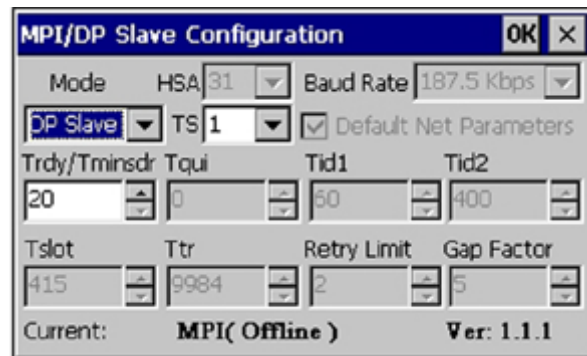 MPI/DP Slave Configuration OK ×
Mode HSA 31 Baud Rate 187.5 Kbps
DP Slave TS 1 Default Net Parameters
Trdy/Tminsdr Tqui Tid1 Tid2
20 0 60 400
Tslot Ttr Retry Limit Gap Factor
415 9984 2 5
Current: MPI( Offline ) Ver: 1.1.1